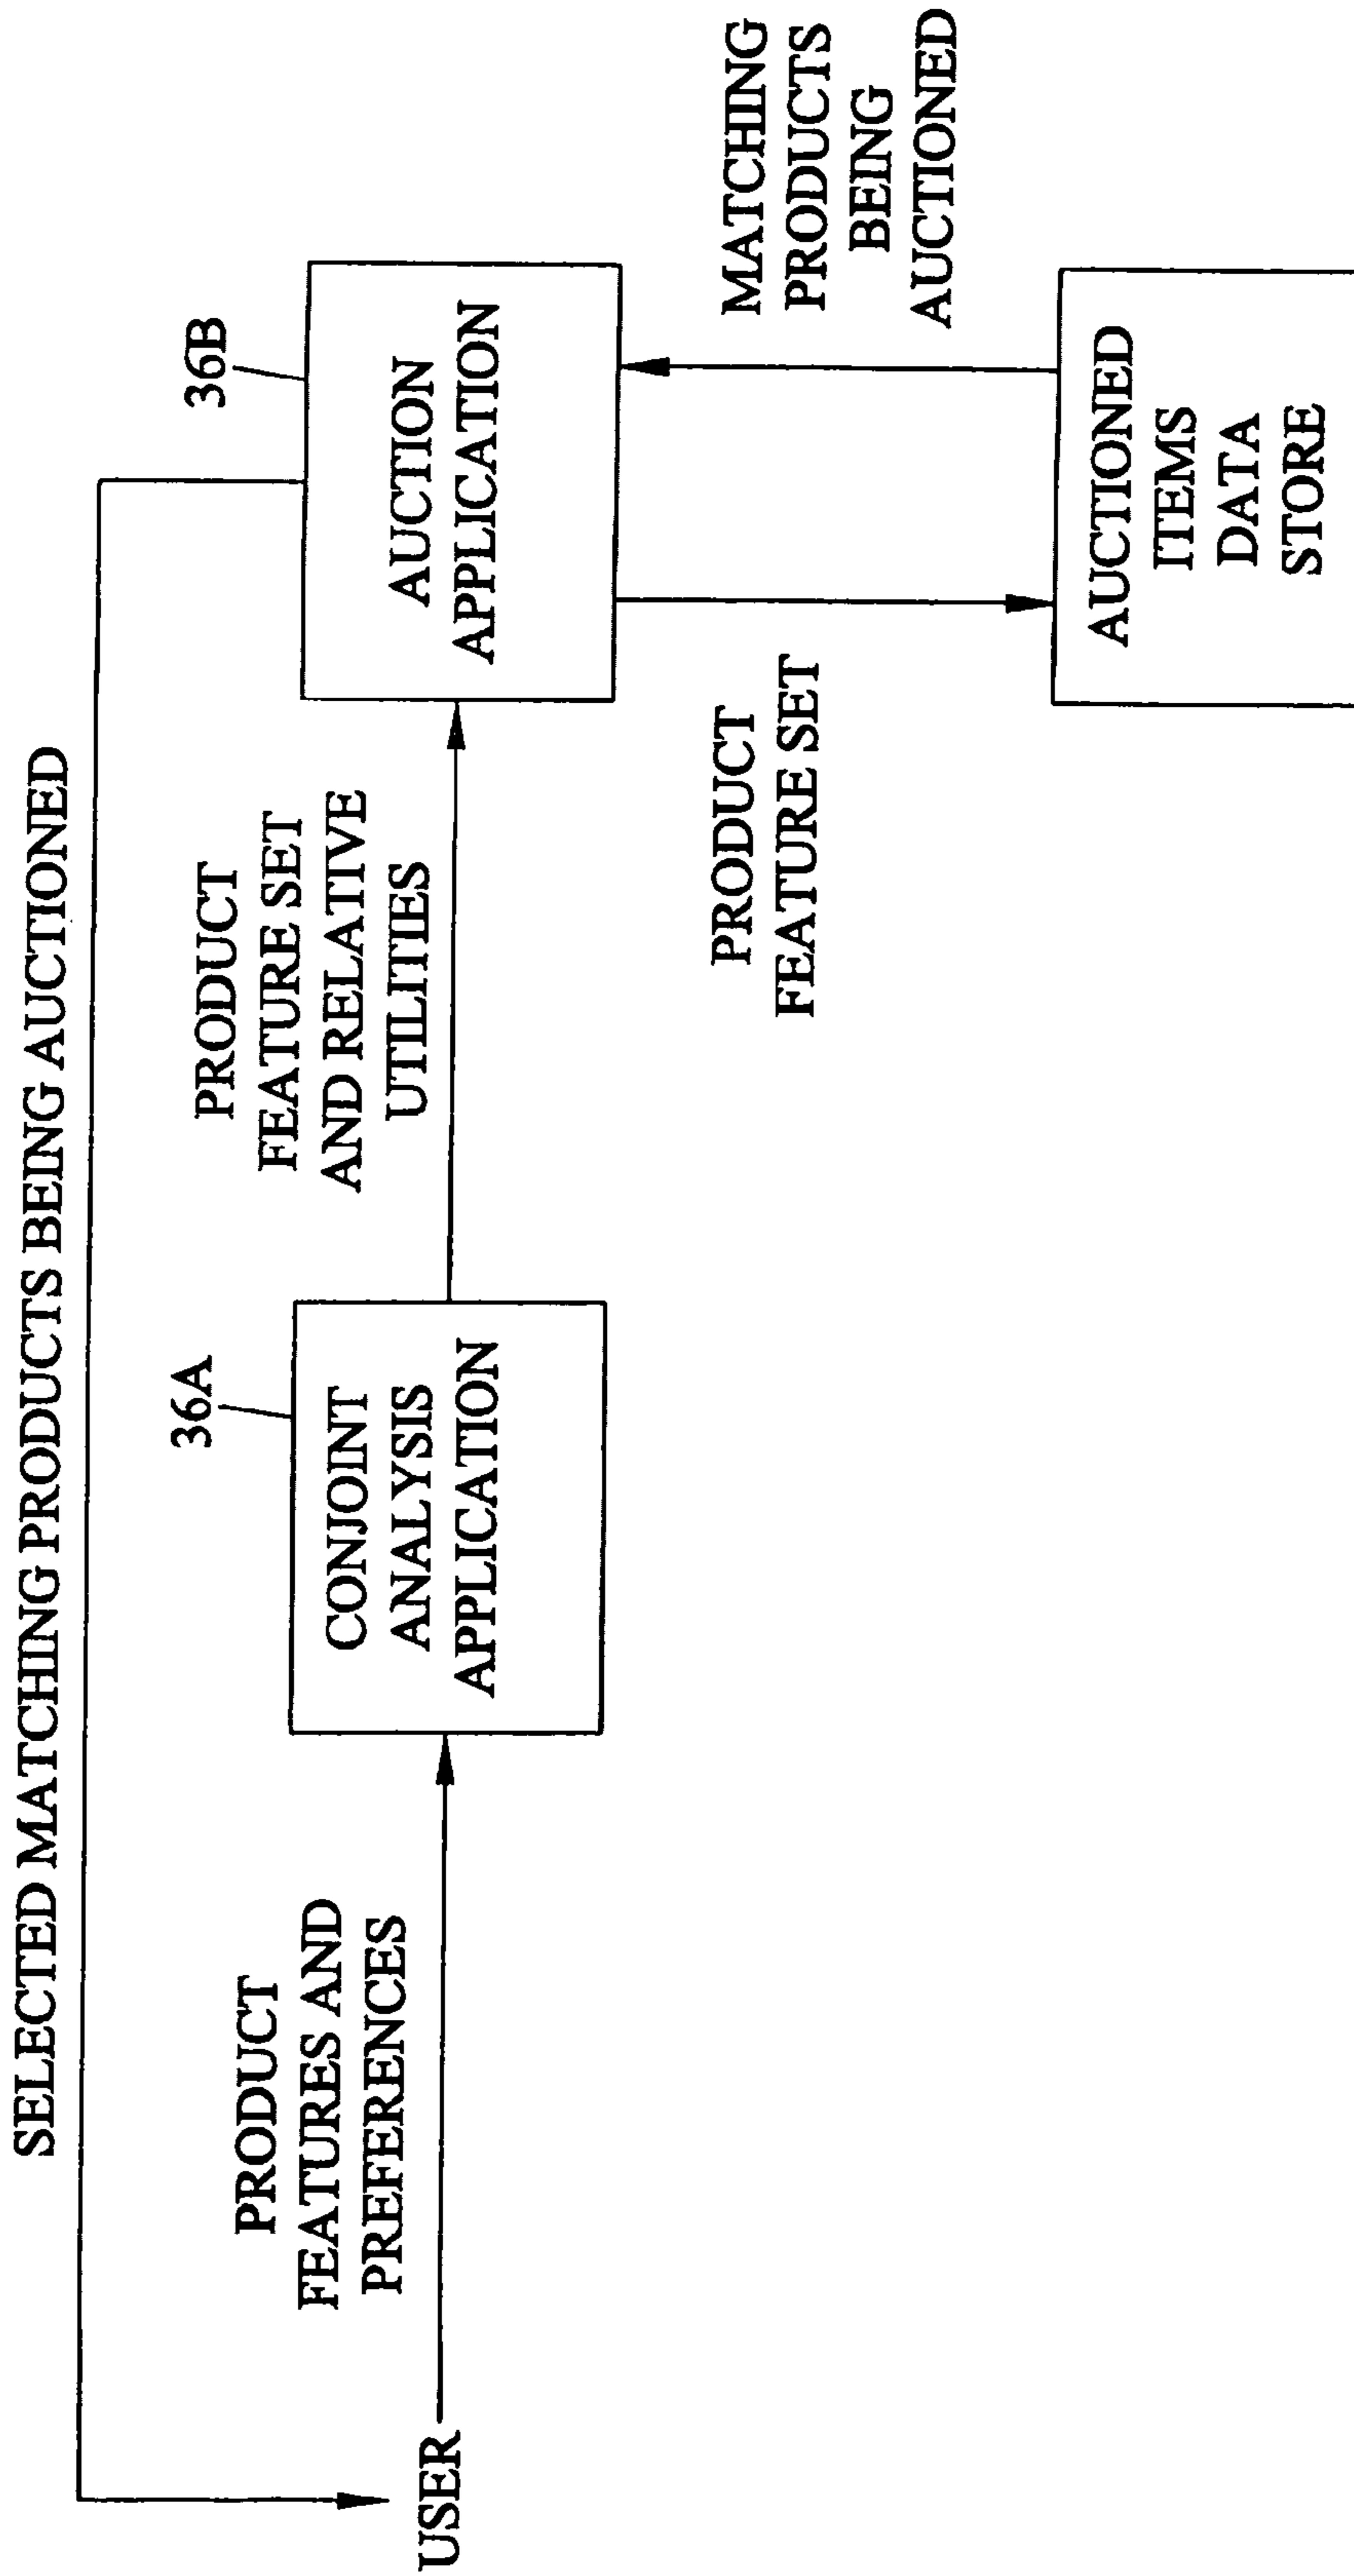 SELECTED MATCHING PRODUCTS BEING AUCTIONED
USER
PRODUCT
FEATURES AND
PREFERENCES
36A
CONJOINT
ANALYSIS
APPLICATION
PRODUCT
FEATURE SET
AND RELATIVE
UTILITIES
36B
AUCTION
APPLICATION
PRODUCT
FEATURE SET
MATCHING
PRODUCTS
BEING
AUCTIONED
AUCTIONED
ITEMS
DATA
STORE